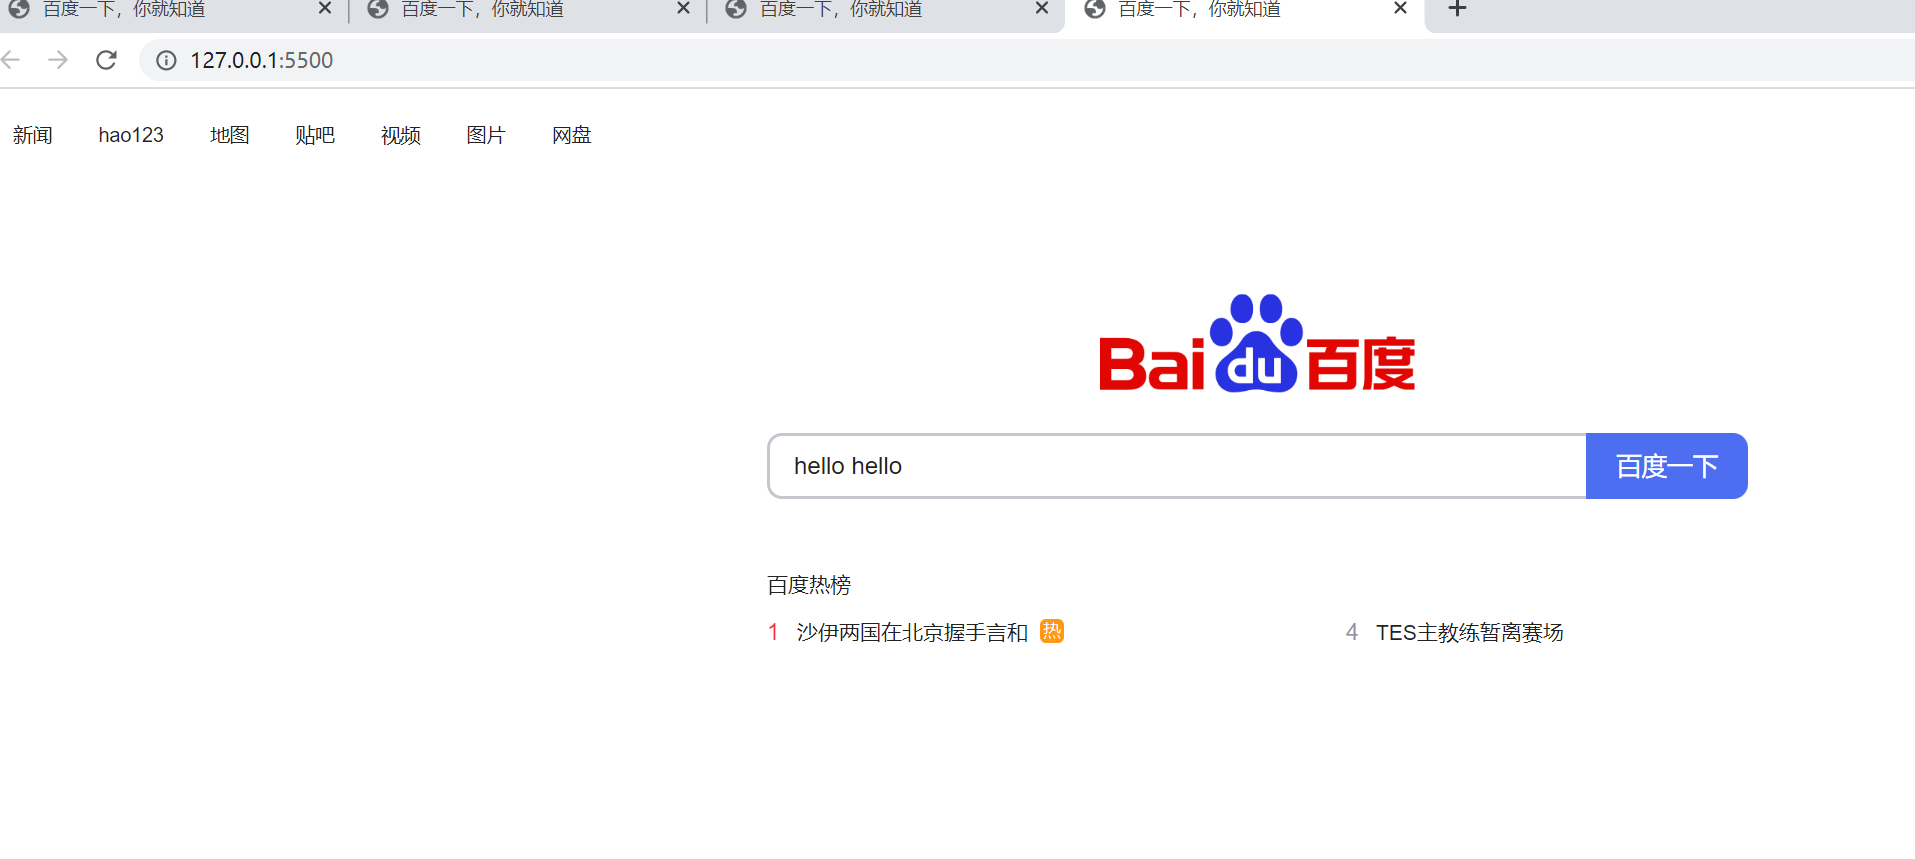 百度一下，你就知道 百度一下，你就知道 百度一下，你就知道 百度一下，你就知道
127.0.0.1:5500
新闻 hao123 地图 贴吧 视频 图片 网盘
Bai du 百度
hello hello 百度一下
百度热榜
1 沙伊两国在北京握手言和 热 4 TES主教练暂离赛场